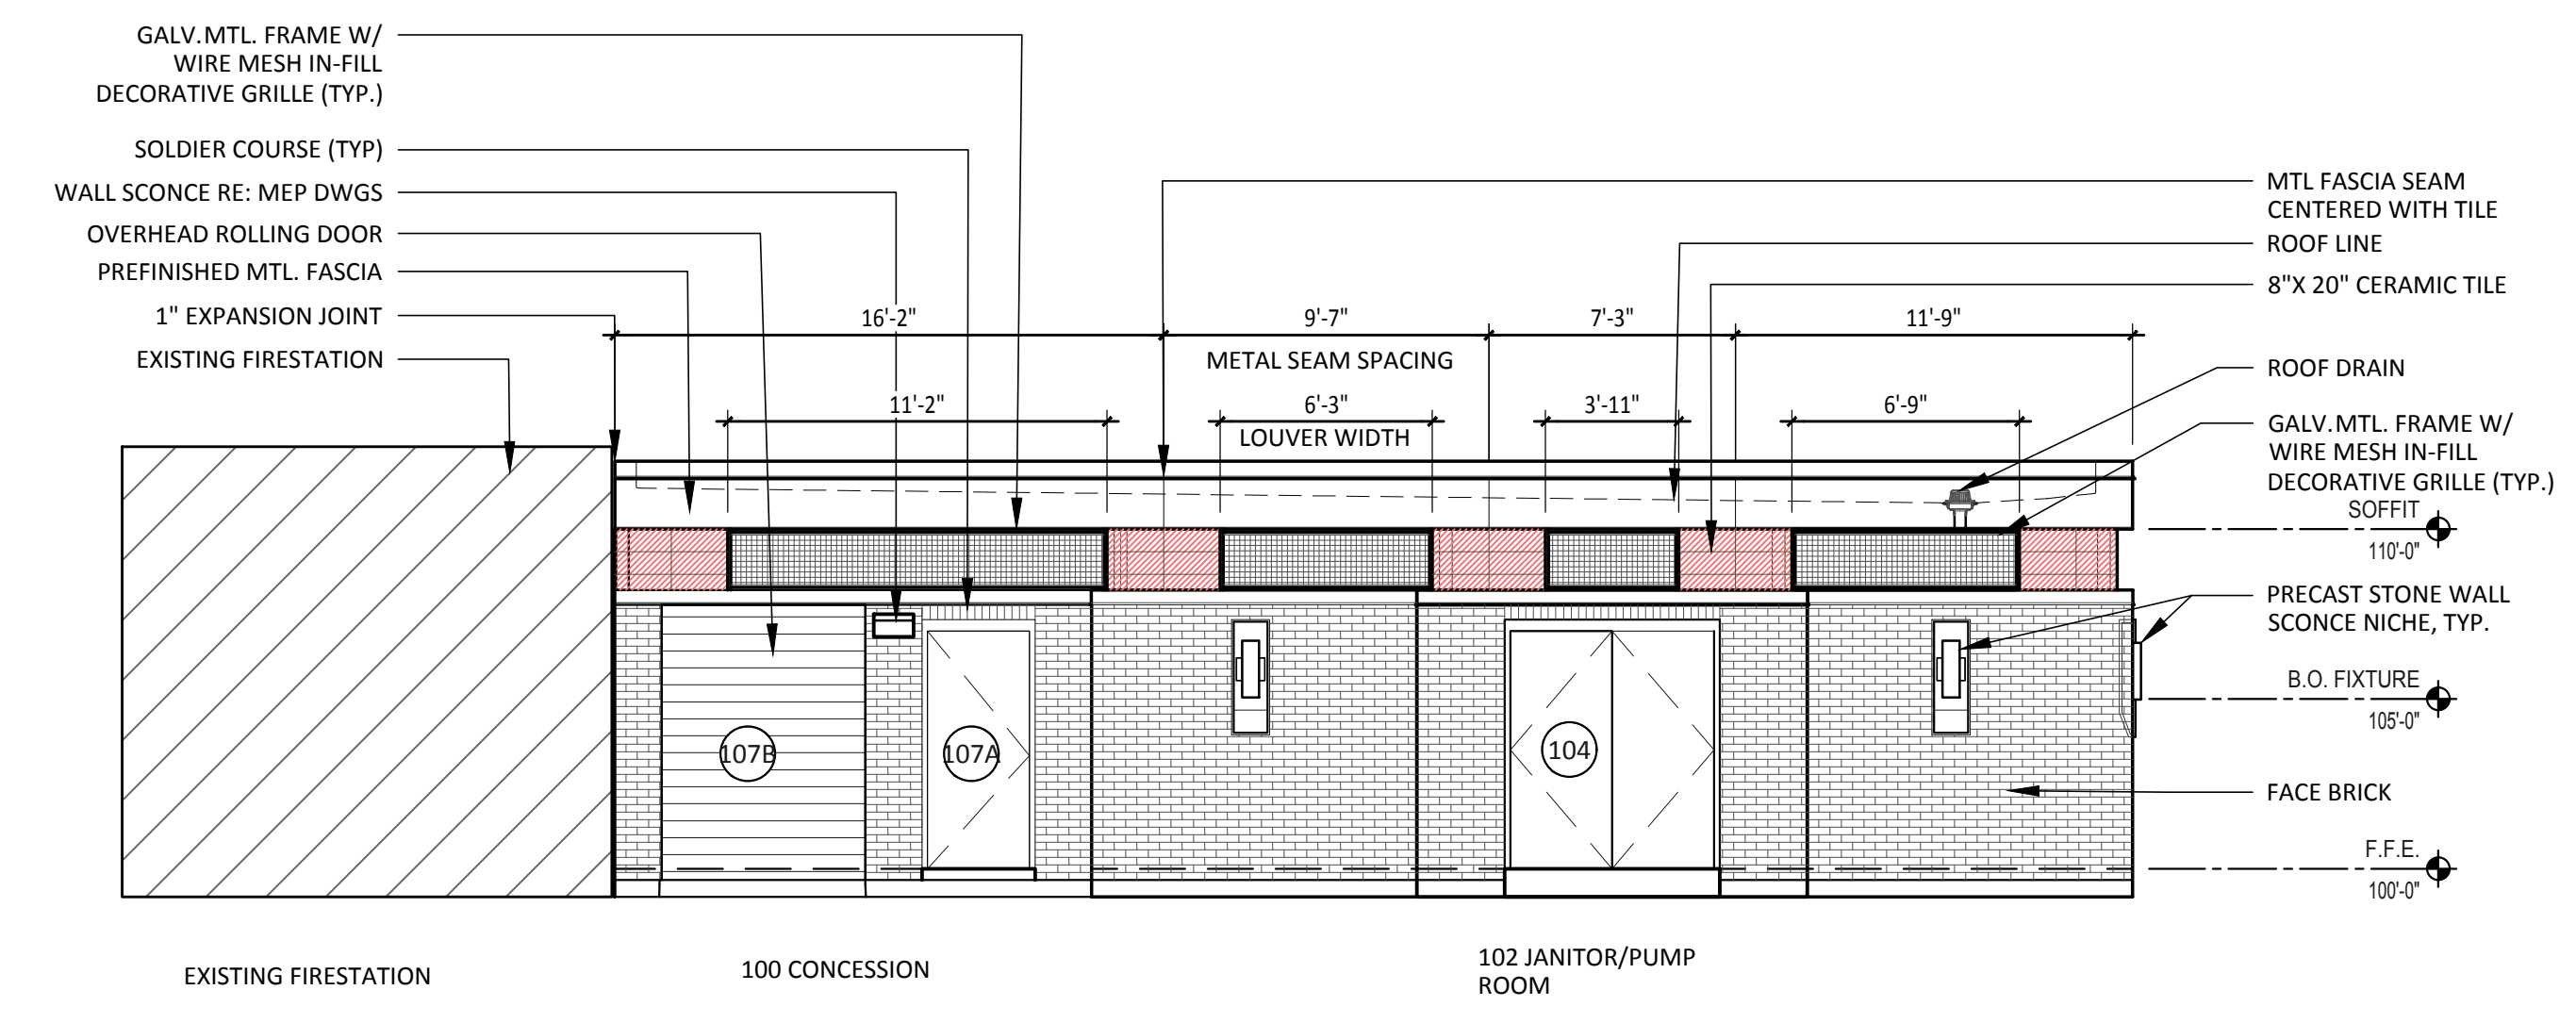 GALV.MTL. FRAME W/
WIRE MESH IN-FILL
DECORATIVE GRILLE (TYP.)
SOLDIER COURSE (TYP)
WALL SCONCE RE: MEP DWGS
OVERHEAD ROLLING DOOR
PREFINISHED MTL. FASCIA
1" EXPANSION JOINT
EXISTING FIRESTATION
MTL FASCIA SEAM
CENTERED WITH TILE
ROOF LINE
8"X 20" CERAMIC TILE
ROOF DRAIN
GALV.MTL. FRAME W/
WIRE MESH IN-FILL
DECORATIVE GRILLE (TYP.)
SOFFIT
110'-0"
PRECAST STONE WALL
SCONCE NICHE, TYP.
B.O. FIXTURE
105'-0"
FACE BRICK
F.F.E.
100'-0"
16'-2" 9'-7" 7'-3" 11'-9"
METAL SEAM SPACING
11'-2" 6'-3" 3'-11" 6'-9"
LOUVER WIDTH
107B 107A 104
EXISTING FIRESTATION
100 CONCESSION
102 JANITOR/PUMP
ROOM